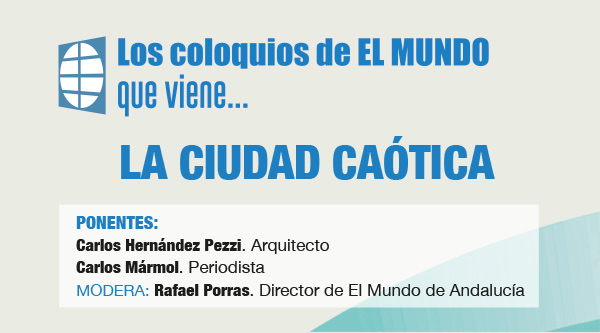 Los coloquios de EL MUNDO
que viene...
LA CIUDAD CAÓTICA
PONENTES:
Carlos Hernández Pezzi. Arquitecto
Carlos Mármol. Periodista
MODERA: Rafael Porras. Director de El Mundo de Andalucía